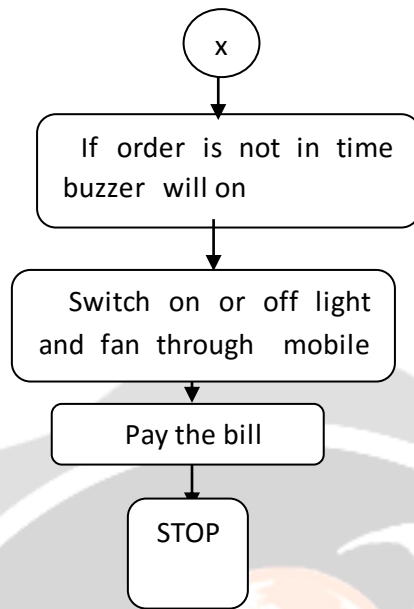 x
If order is not in time
buzzer will on
Switch on or off light
and fan through mobile
Pay the bill
STOP